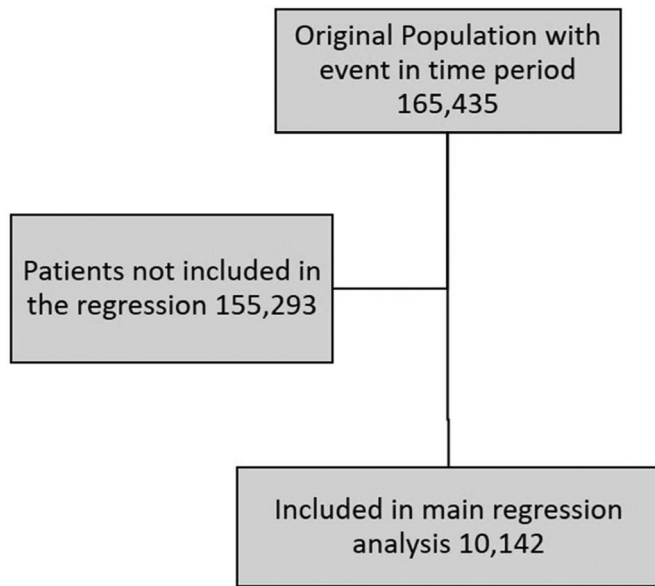 Original Population with
event in time period
165,435
Patients not included in
the regression 155,293
Included in main regression
analysis 10,142